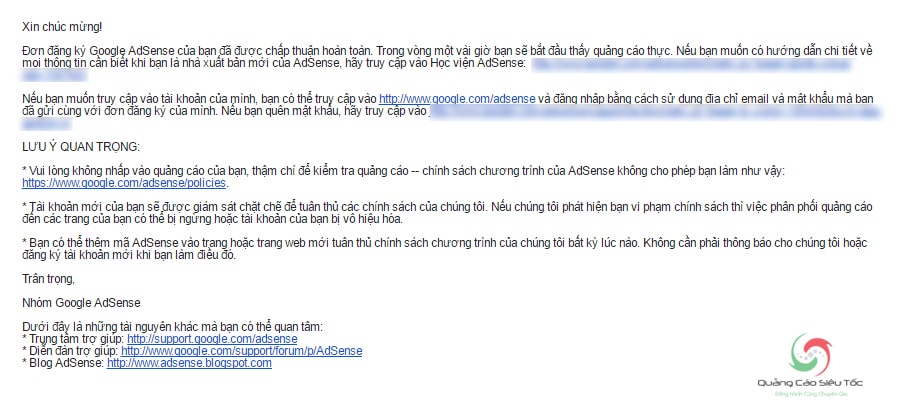 Xin chúc mừng!
Đơn đăng ký Google AdSense của bạn đã được chấp thuận hoàn toàn. Trong vòng một vài giờ bạn sẽ bắt đầu thấy quảng cáo thực. Nếu bạn muốn có hướng dẫn chi tiết về
mọi thông tin cần biết khi bạn là nhà xuất bản mới của AdSense, hãy truy cập vào Học viện AdSense:
Nếu bạn muốn truy cập vào tài khoản của mình, bạn có thể truy cập vào http://www.google.com/adsense và đăng nhập bằng cách sử dụng địa chỉ email và mật khẩu mà bạn
đã gửi cùng với đơn đăng ký của mình. Nếu bạn quên mật khẩu, hãy truy cập vào
LƯU Ý QUAN TRỌNG:
* Vui lòng không nhấp vào quảng cáo của bạn, thậm chí để kiểm tra quảng cáo -- chính sách chương trình của AdSense không cho phép bạn làm như vậy:
https://www.google.com/adsense/policies.
* Tài khoản mới của bạn sẽ được giám sát chặt chẽ để tuân thủ các chính sách của chúng tôi. Nếu chúng tôi phát hiện bạn vi phạm chính sách thì việc phân phối quảng cáo
đến các trang của bạn có thể bị ngừng hoặc tài khoản của bạn bị vô hiệu hóa.
* Bạn có thể thêm mã AdSense vào trang hoặc trang web mới tuân thủ chính sách chương trình của chúng tôi bất kỳ lúc nào. Không cần phải thông báo cho chúng tôi hoặc
đăng ký tài khoản mới khi bạn làm điều đó.
Trân trọng,
Nhóm Google AdSense
Dưới đây là những tài nguyên khác mà bạn có thể quan tâm:
* Trung tâm trợ giúp: http://support.google.com/adsense
* Diễn đàn trợ giúp: http://www.google.com/support/forum/p/AdSense
* Blog AdSense: http://www.adsense.blogspot.com
Quảng Cáo Siêu Tốc
Đồng Hành Cùng Chuyên Gia